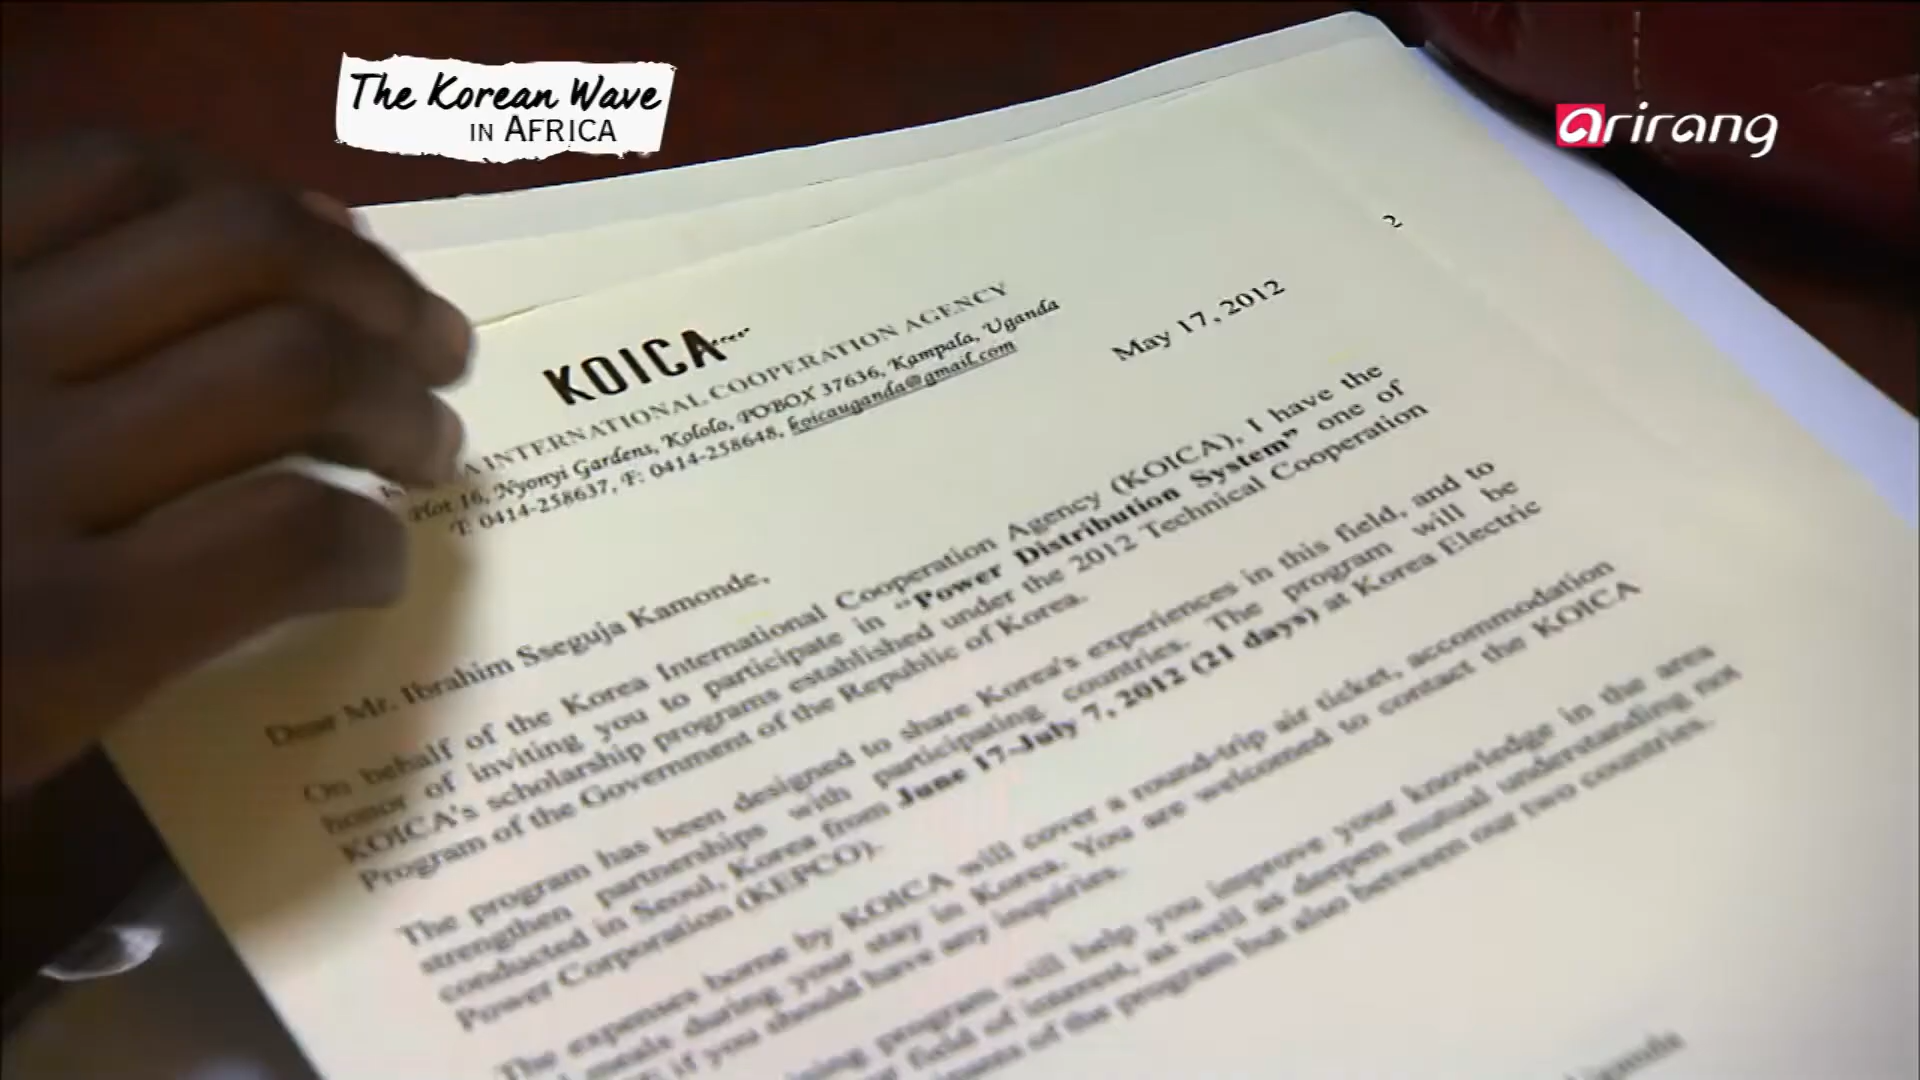 The Korean Wave
IN AFRICA
arirang
2
KOICA
INTERNATIONAL COOPERATION AGENCY
Plot 16, Nyonyi Gardens, Kololo, POBOX 37636, Kampala, Uganda
T: 0414-258637, F: 0414-258648, koicauganda@gmail.com
May 17, 2012
Dear Mr. Ibrahim Sseguja Kamonde,
On behalf of the Korea International Cooperation Agency (KOICA), I have the
honor of inviting you to participate in "Power Distribution System" one of
KOICA's scholarship programs established under the 2012 Technical Cooperation
Program of the Government of the Republic of Korea.
The program has been designed to share Korea's experiences in this field, and to
strengthen partnerships with participating countries. The program will be
conducted in Seoul, Korea from June 17-July 7, 2012 (21 days) at Korea Electric
Power Corporation (KEPCO).
The expenses borne by KOICA will cover a round-trip air ticket, accommodation
meals during your stay in Korea. You are welcomed to contact the KOICA
if you should have any inquiries.
program will help you improve your knowledge in the area
field of interest, as well as deepen mutual understanding not
of the program but also between our two countries.